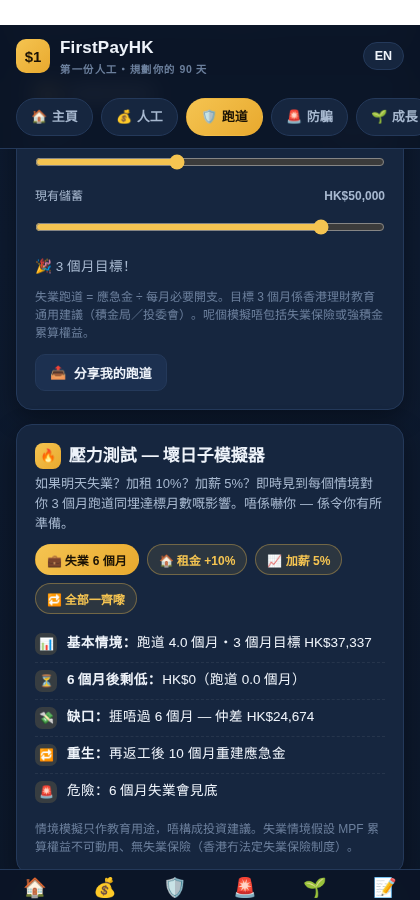 $1
FirstPayHK
第一份人工・規劃你的 90 天
EN
🏠 主頁
💰 人工
🛡️ 跑道
🚨 防騙
🌱 成長
現有儲蓄
HK$50,000
🎉 3 個月目標！
失業跑道 = 應急金 ÷ 每月必要開支。目標 3 個月係香港理財教育
通用建議（積金局／投委會）。呢個模擬唔包括失業保險或強積金
累算權益。
📤 分享我的跑道
🔥 壓力測試 — 壞日子模擬器
如果明天失業？加租 10%？加薪 5%？即時見到每個情境對
你 3 個月跑道同埋達標月數嘅影響。唔係嚇你 — 係令你有所
準備。
💼 失業 6 個月
🏠 租金 +10%
📈 加薪 5%
🔁 全部一齊嚟
📊 基本情境：跑道 4.0 個月・3 個月目標 HK$37,337
⏳ 6 個月後剩低：HK$0（跑道 0.0 個月）
💸 缺口：捱唔過 6 個月 — 仲差 HK$24,674
🔁 重生：再返工後 10 個月重建應急金
🚨 危險：6 個月失業會見底
情境模擬只作教育用途，唔構成投資建議。失業情境假設 MPF 累
算權益不可動用、無失業保險（香港冇法定失業保險制度）。